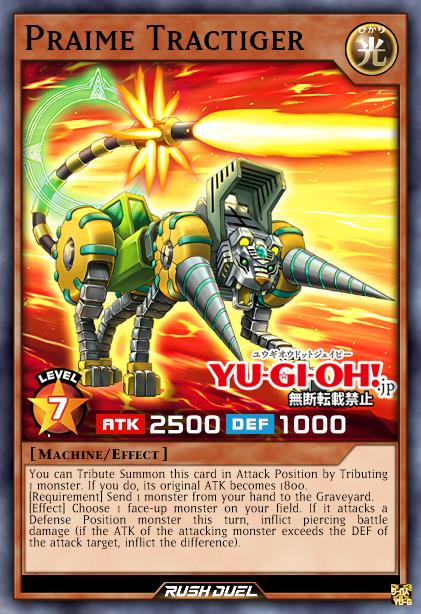 PRAIME TRACTIGER
ひかり
光
ユウギオウドットジェイピー
YU-GI-OH!.jp
無断転載禁止
LEVEL
7
ATK 2500 DEF 1000
[MACHINE/EFFECT]
You can Tribute Summon this card in Attack Position by Tributing
1 monster. If you do, its original ATK becomes 1800.
[Requirement] Send 1 monster from your hand to the Graveyard.
[Effect] Choose 1 face-up monster on your field. If it attacks a
Defense Position monster this turn, inflict piercing battle
damage (if the ATK of the attacking monster exceeds the DEF of
the attack target, inflict the difference).
RUSH DUEL